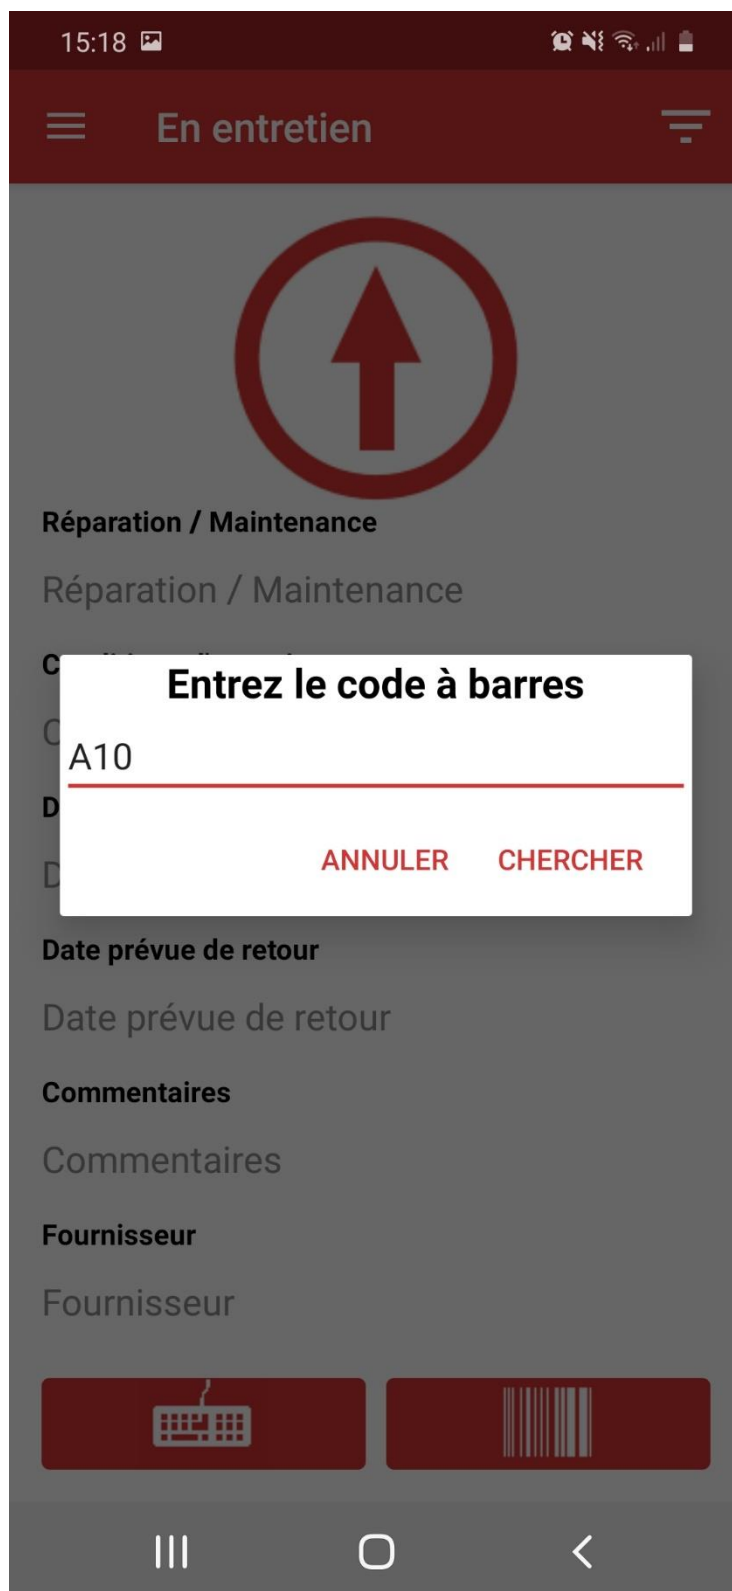 15:18
En entretien
Réparation / Maintenance
Réparation / Maintenance
Entrez le code à barres
A10
ANNULER CHERCHER
Date prévue de retour
Date prévue de retour
Commentaires
Commentaires
Fournisseur
Fournisseur